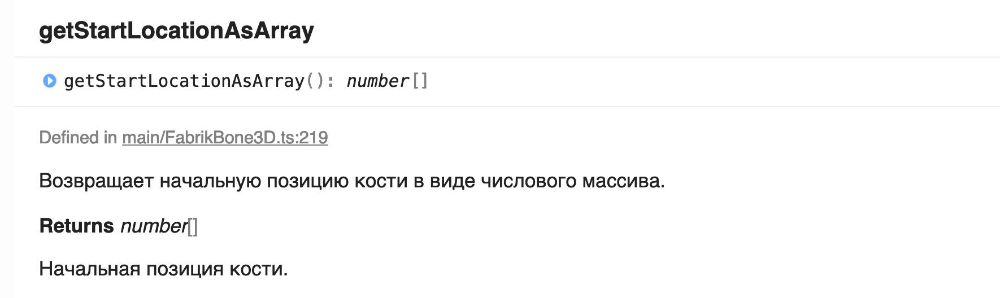 getStartLocationAsArray
getStartLocationAsArray(): number[]
Defined in main/FabrikBone3D.ts:219
Возвращает начальную позицию кости в виде числового массива.
Returns number[]
Начальная позиция кости.